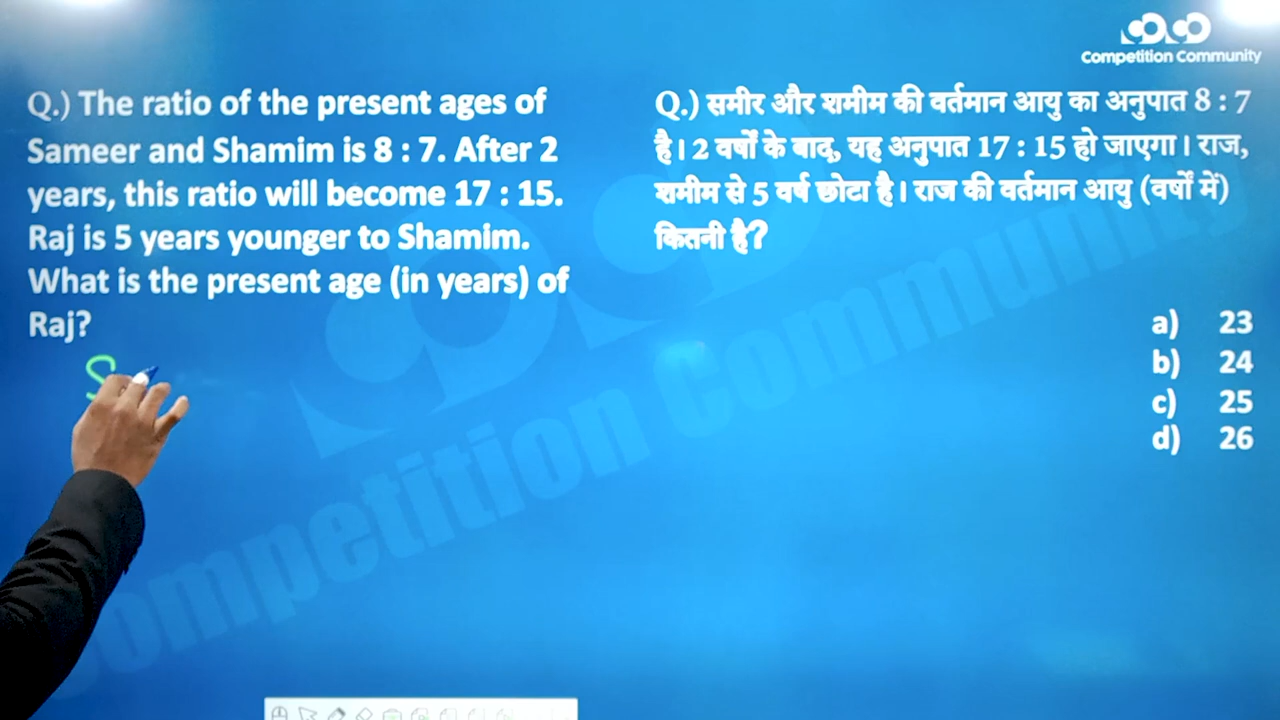 Competition Community
Q.) The ratio of the present ages of
Sameer and Shamim is 8 : 7. After 2
years, this ratio will become 17 : 15.
Raj is 5 years younger to Shamim.
What is the present age (in years) of
Raj?
Q.) समीर और शमीम की वर्तमान आयु का अनुपात 8 : 7
है। 2 वर्षों के बाद, यह अनुपात 17 : 15 हो जाएगा। राज,
शमीम से 5 वर्ष छोटा है। राज की वर्तमान आयु (वर्षों में)
कितनी है?
a) 23
b) 24
c) 25
d) 26
S
Competition Community